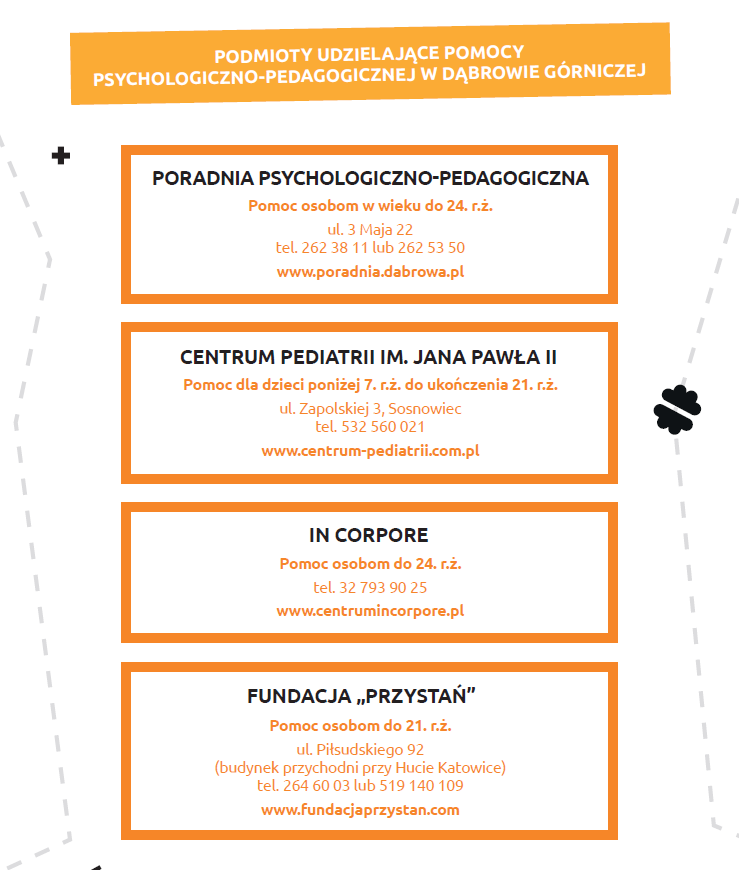 PODMIOTY UDZIELAJĄCE POMOCY
PSYCHOLOGICZNO-PEDAGOGICZNEJ W DĄBROWIE GÓRNICZEJ
PORADNIA PSYCHOLOGICZNO-PEDAGOGICZNA
Pomoc osobom w wieku do 24. r.ż.
ul. 3 Maja 22
tel. 262 38 11 lub 262 53 50
www.poradnia.dabrowa.pl
CENTRUM PEDIATRII IM. JANA PAWŁA II
Pomoc dla dzieci poniżej 7. r.ż. do ukończenia 21. r.ż.
ul. Zapolskiej 3, Sosnowiec
tel. 532 560 021
www.centrum-pediatrii.com.pl
IN CORPORE
Pomoc osobom do 24. r.ż.
tel. 32 793 90 25
www.centrumincorpore.pl
FUNDACJA „PRZYSTAŃ”
Pomoc osobom do 21. r.ż.
ul. Piłsudskiego 92
(budynek przychodni przy Hucie Katowice)
tel. 264 60 03 lub 519 140 109
www.fundacjaprzystan.com